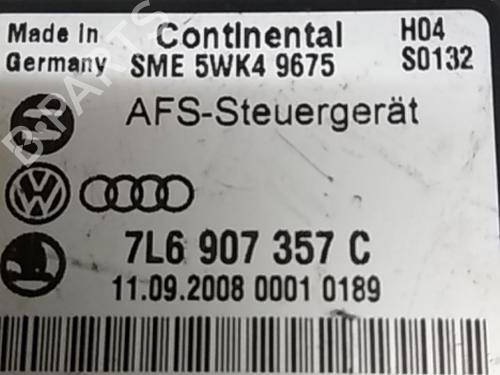 Made in Continental H04
Germany SME 5WK4 9675 S0132
AFS-Steuergerät
7L6 907 357 C
11.09.2008 0001 0189
B-PARTS